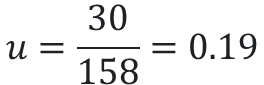 u = 30/158 = 0.19